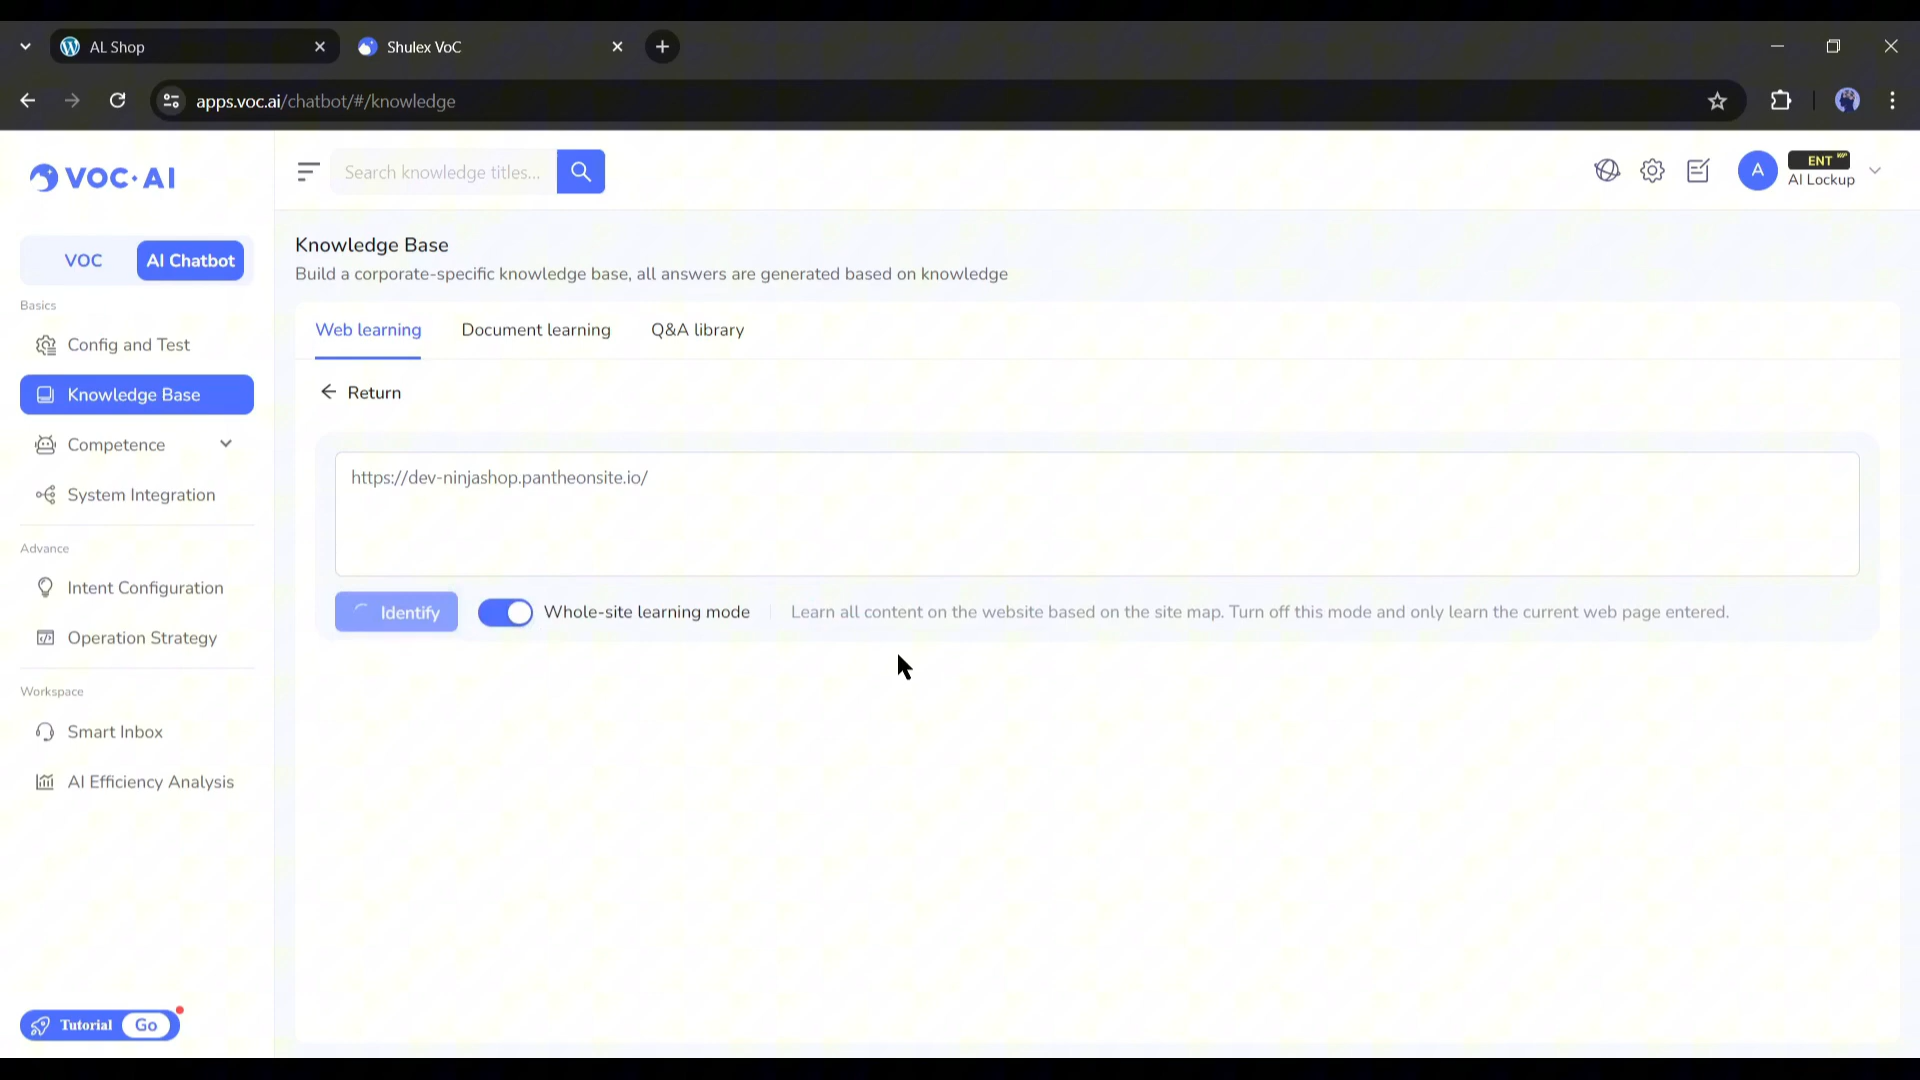 AL Shop
Shulex VoC
apps.voc.ai/chatbot/#/knowledge
VOC·AI
Search knowledge titles...
A
ENT
AI Lockup
VOC
AI Chatbot
Basics
Config and Test
Knowledge Base
Competence
System Integration
Advance
Intent Configuration
Operation Strategy
Workspace
Smart Inbox
AI Efficiency Analysis
Tutorial
Go
Knowledge Base
Build a corporate-specific knowledge base, all answers are generated based on knowledge
Web learning
Document learning
Q&A library
Return
https://dev-ninjashop.pantheonsite.io/
Identify
Whole-site learning mode
Learn all content on the website based on the site map. Turn off this mode and only learn the current web page entered.